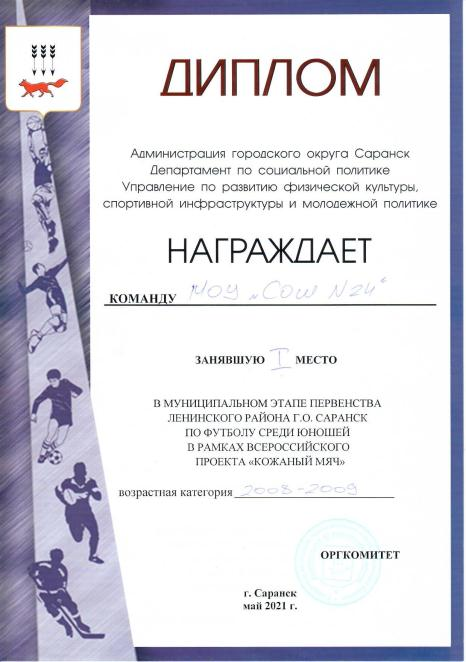 ДИПЛОМ
Администрация городского округа Саранск
Департамент по социальной политике
Управление по развитию физической культуры,
спортивной инфраструктуры и молодежной политике
НАГРАЖДАЕТ
КОМАНДУ МОУ „Сош N24“
ЗАНЯВШУЮ I МЕСТО
В МУНИЦИПАЛЬНОМ ЭТАПЕ ПЕРВЕНСТВА
ЛЕНИНСКОГО РАЙОНА Г.О. САРАНСК
ПО ФУТБОЛУ СРЕДИ ЮНОШЕЙ
В РАМКАХ ВСЕРОССИЙСКОГО
ПРОЕКТА «КОЖАНЫЙ МЯЧ»
возрастная категория 2008-2009
ОРГКОМИТЕТ
г. Саранск
май 2021 г.